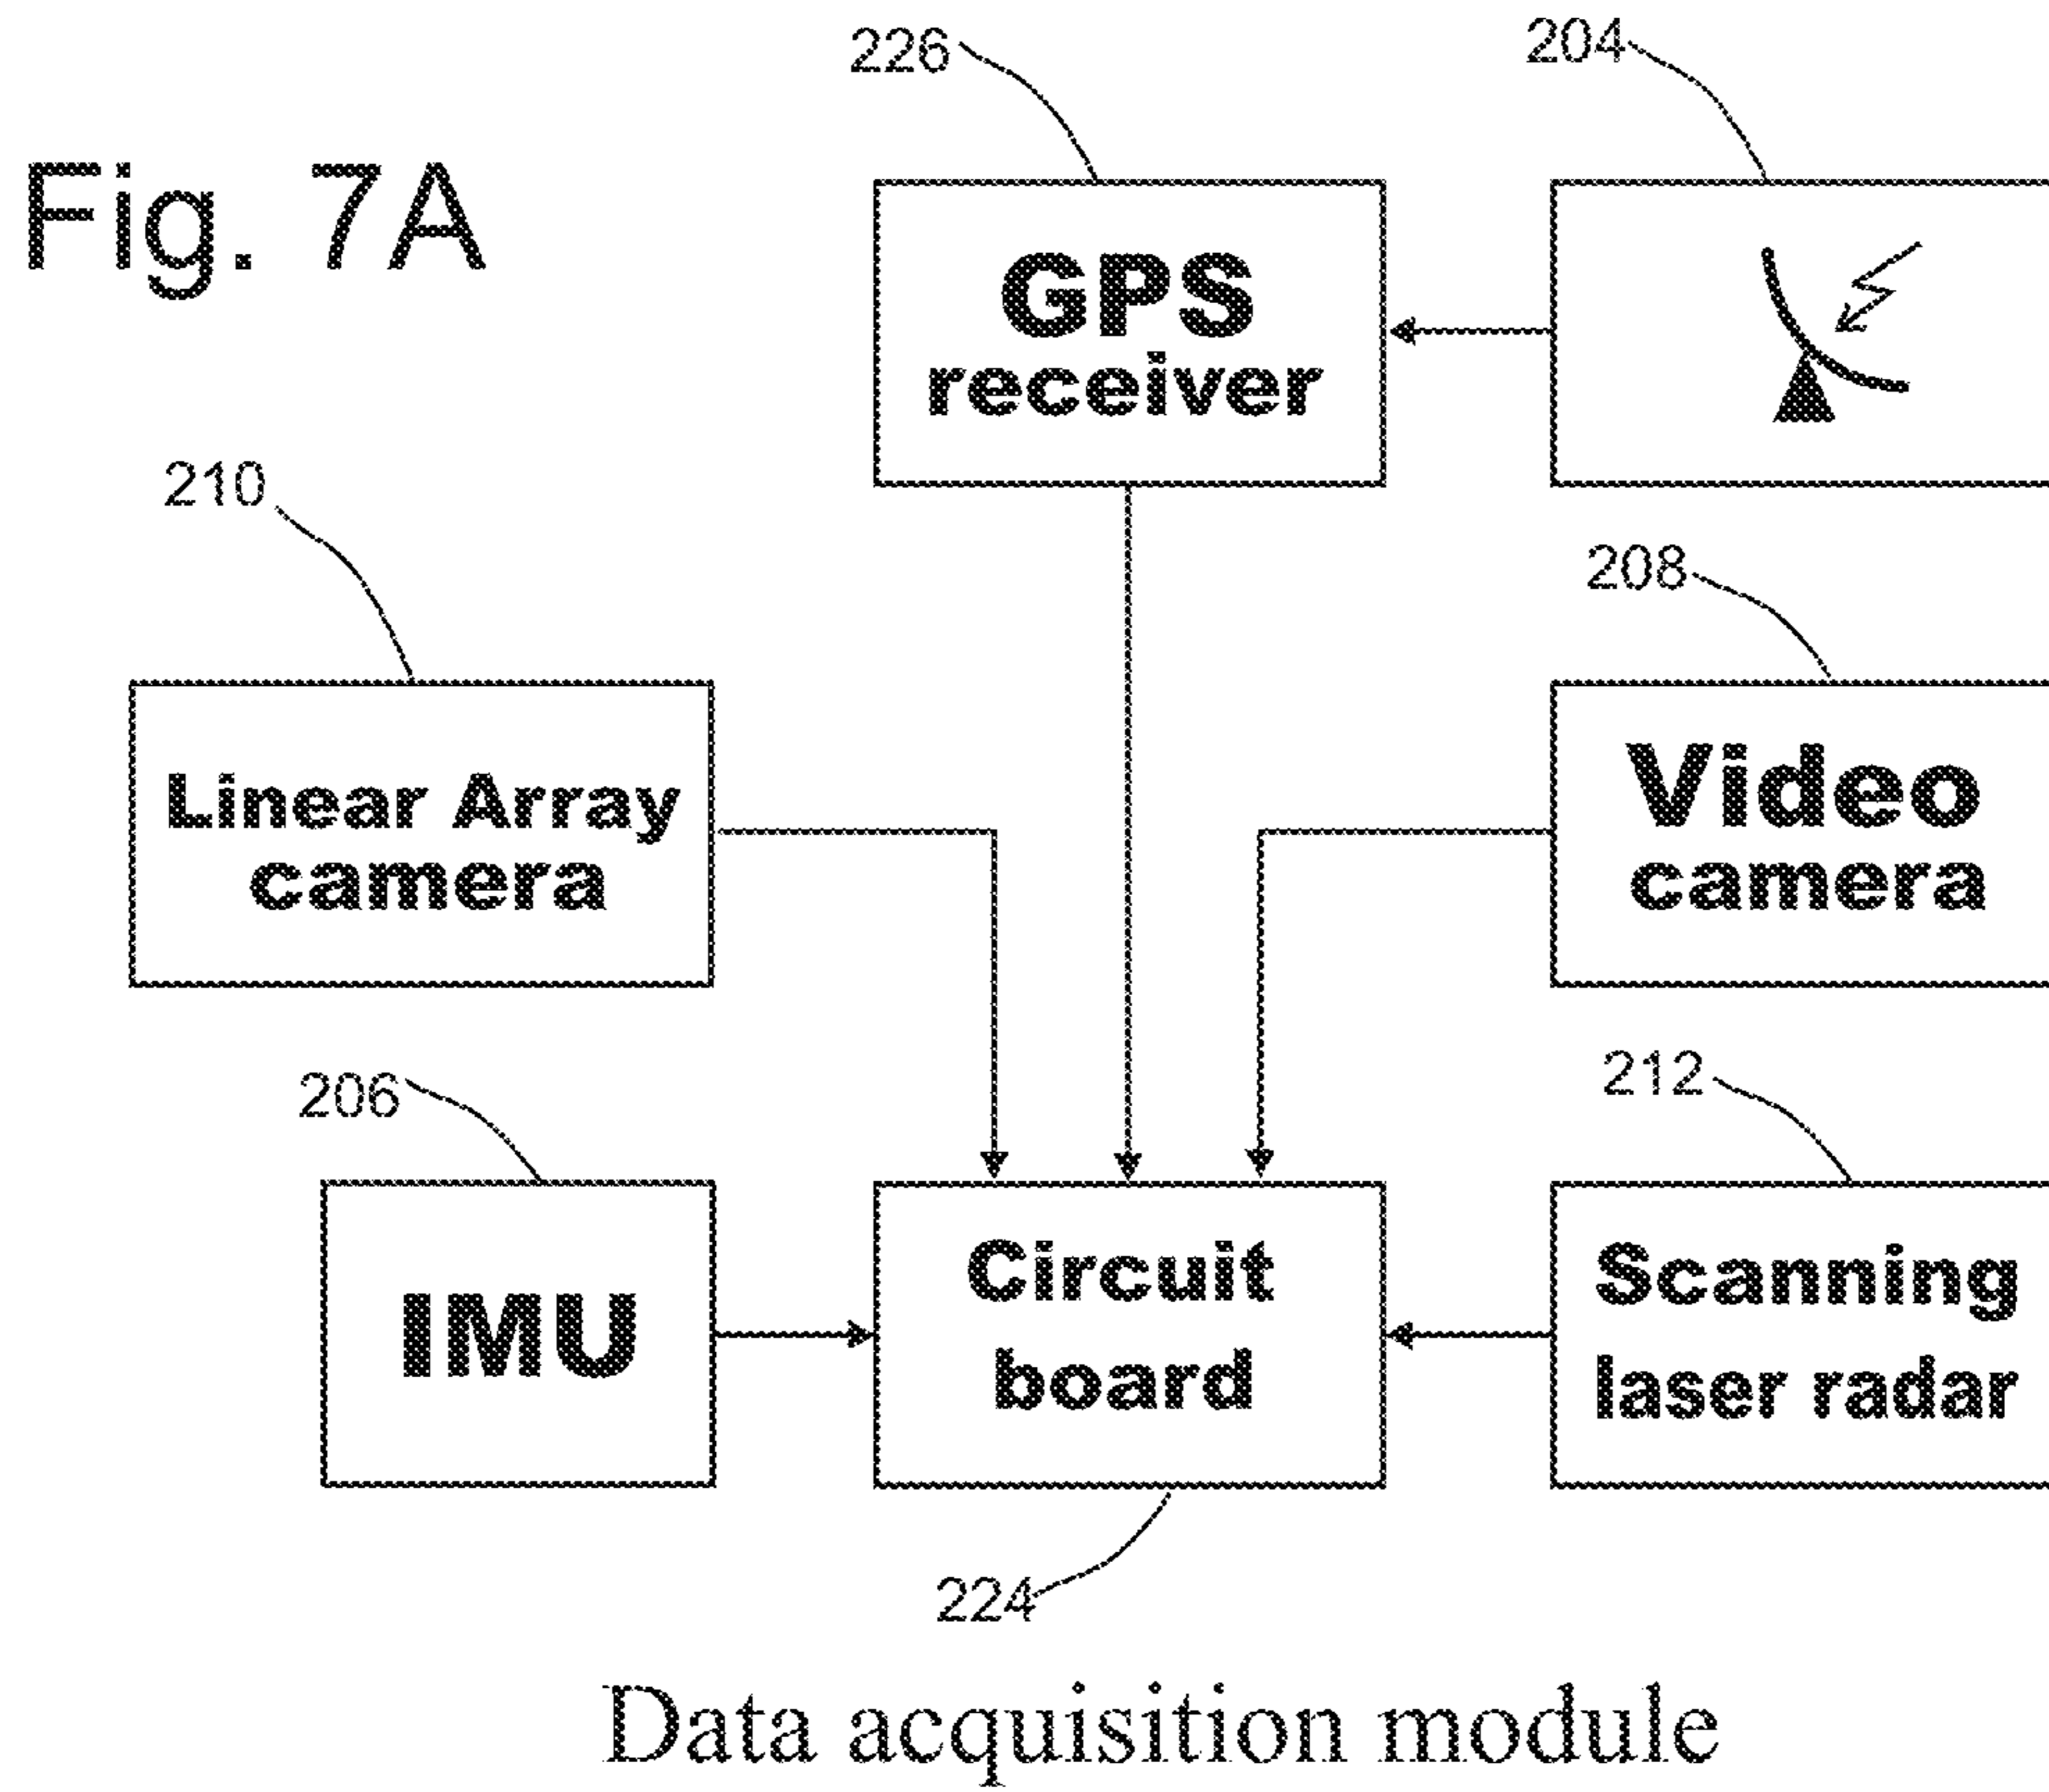 226
204
Fig. 7A
GPS
receiver
210
208
Linear Array
camera
Video
camera
206
212
IMU
Circuit
board
Scanning
laser radar
224
Data acquisition module